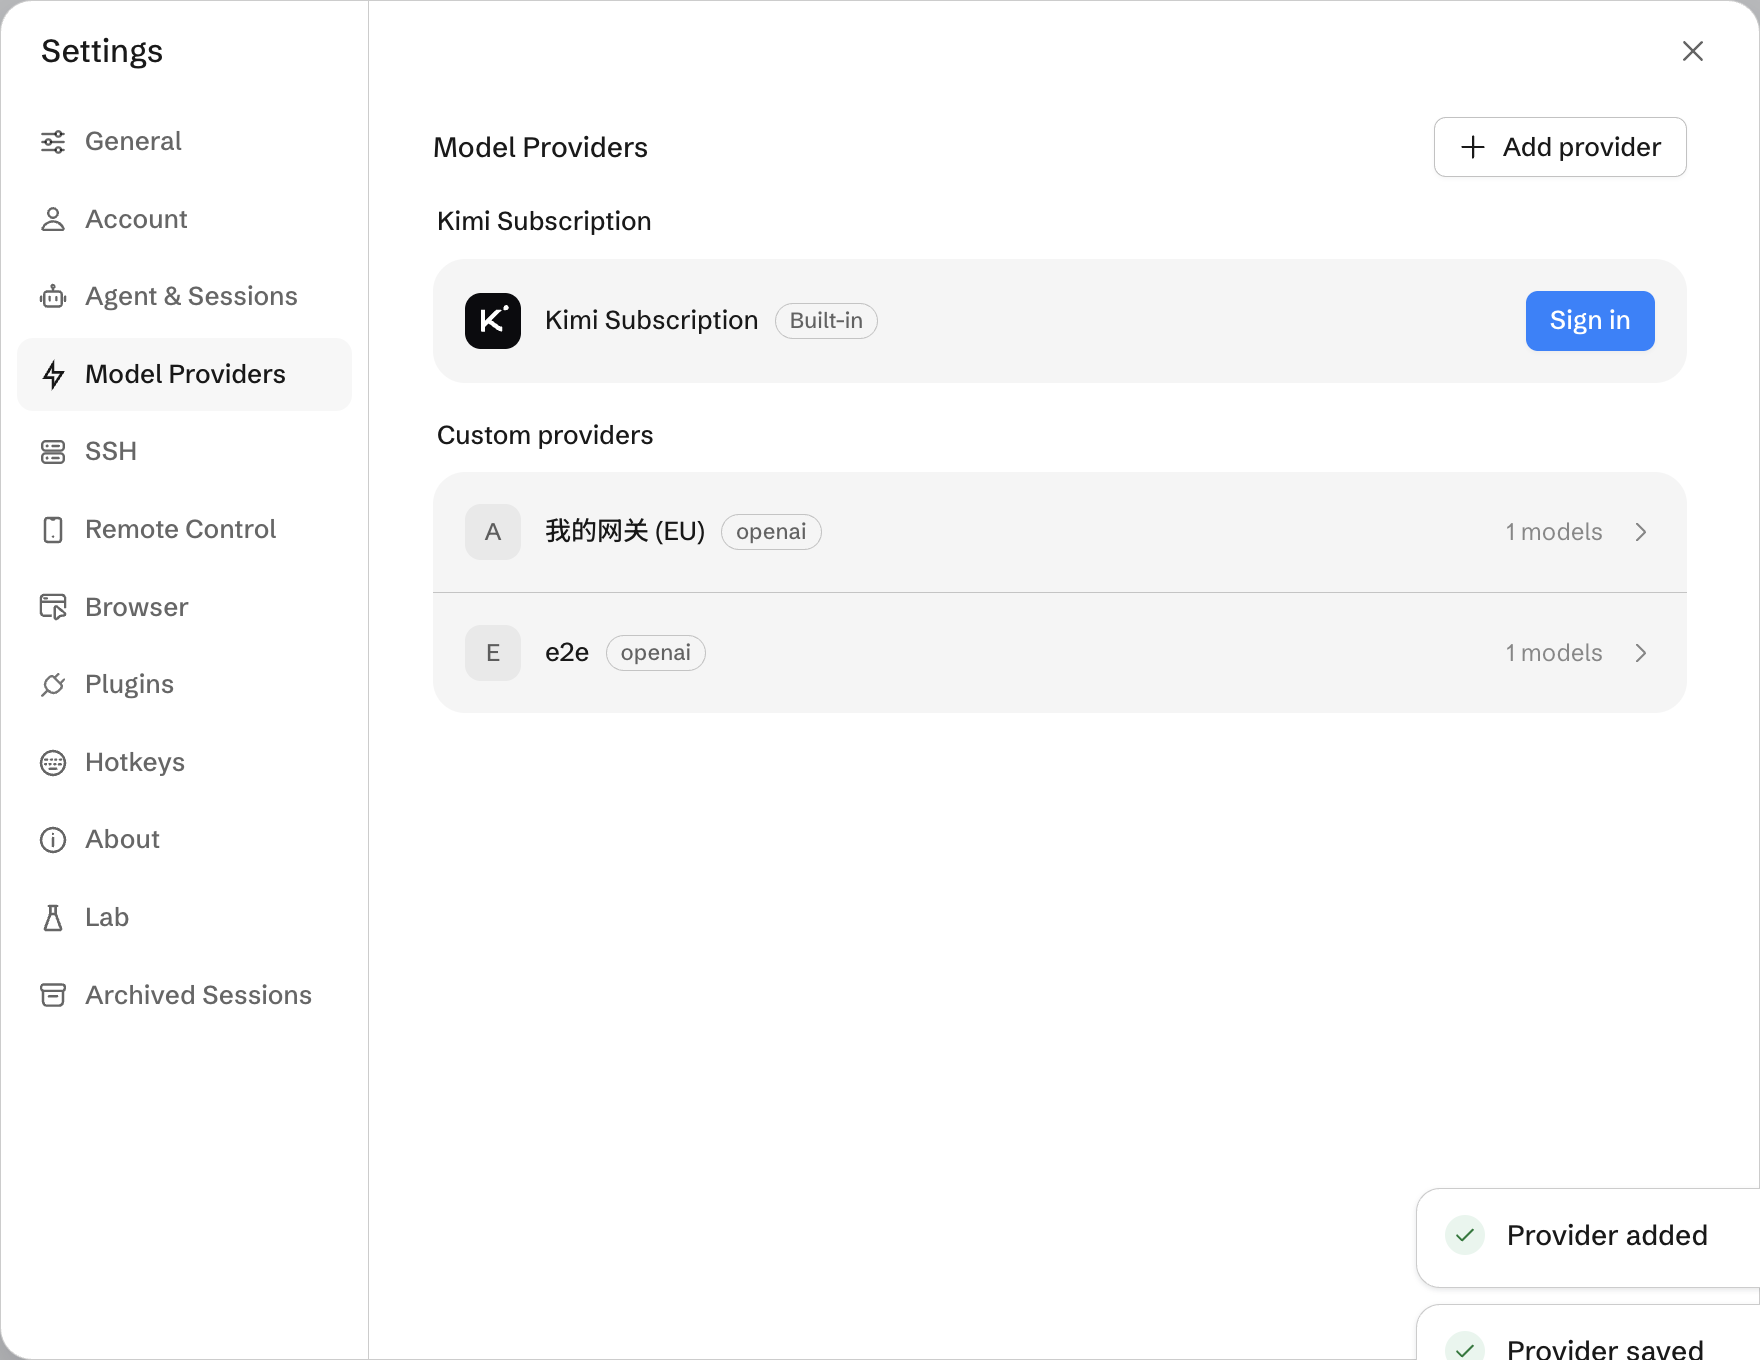 Settings
General
Account
Agent & Sessions
Model Providers
SSH
Remote Control
Browser
Plugins
Hotkeys
About
Lab
Archived Sessions
Model Providers
Add provider
Kimi Subscription
Kimi Subscription Built-in Sign in
Custom providers
A 我的网关 (EU) openai 1 models
E e2e openai 1 models
Provider added
Provider saved